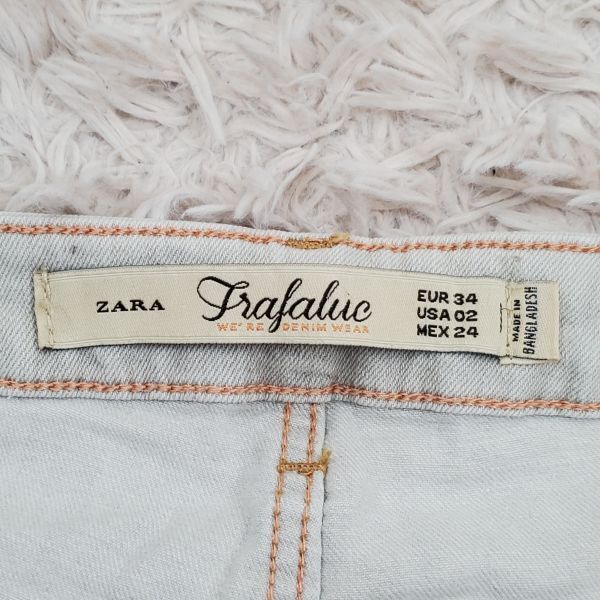 ZARA
Trafaluc
WE'RE DENIM WEAR
EUR 34
USA 02
MEX 24
MADE IN
BANGLADESH